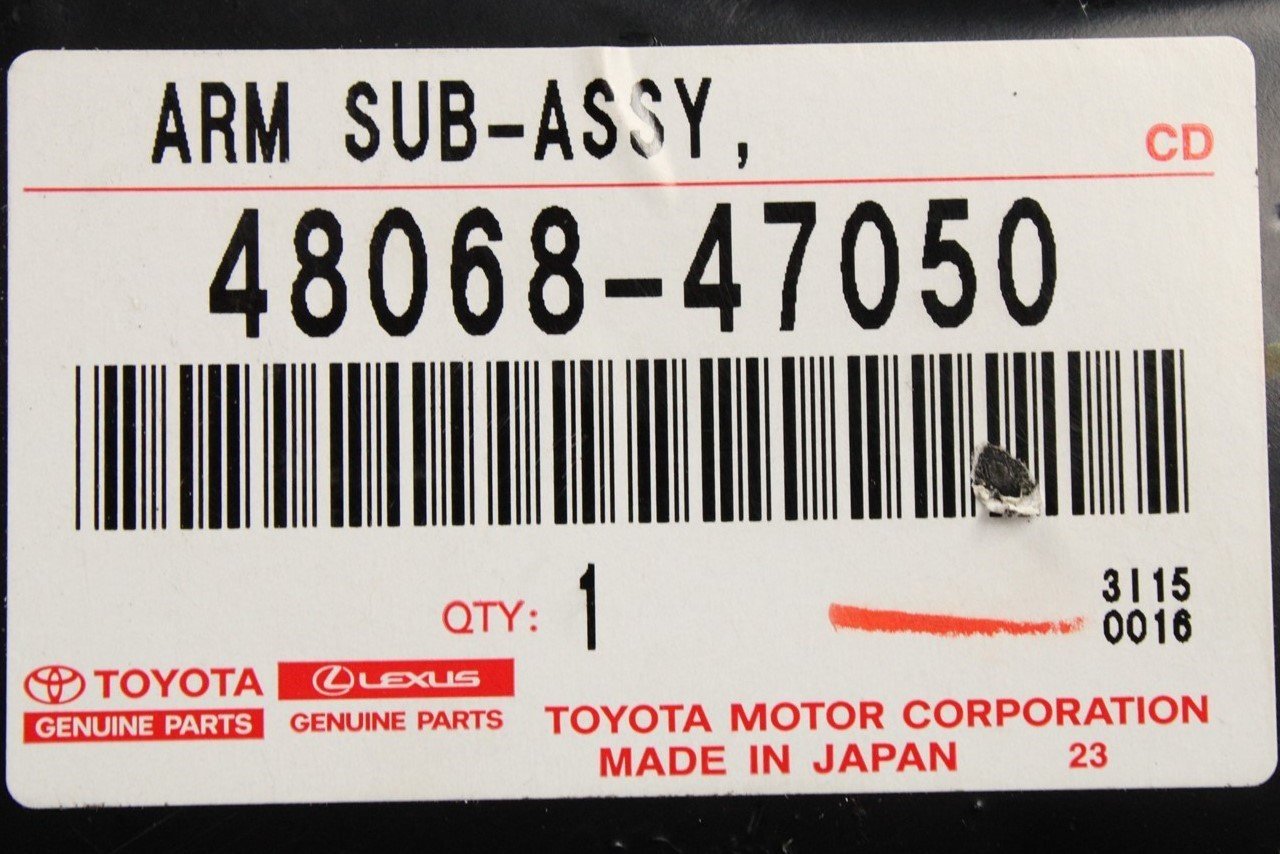 ARM SUB-ASSY,
CD
48068-47050
QTY: 1
3I15
0016
TOYOTA
GENUINE PARTS
LEXUS
GENUINE PARTS
TOYOTA MOTOR CORPORATION
MADE IN JAPAN 23